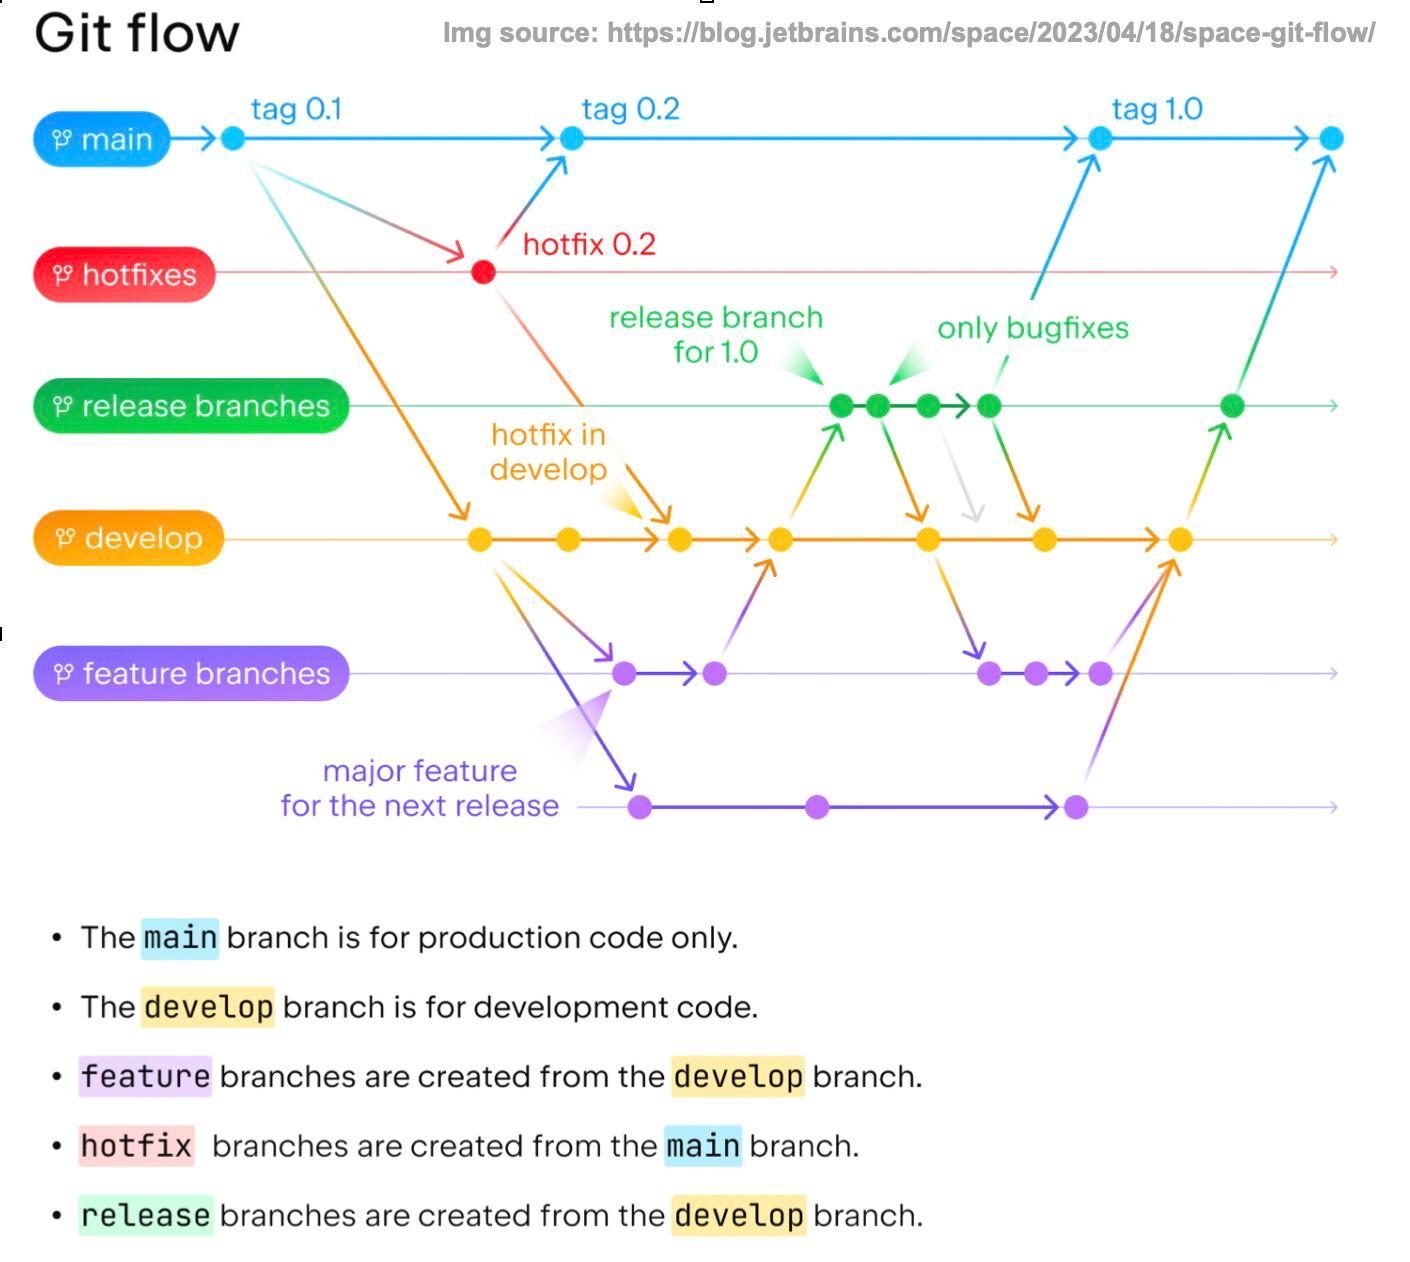 Git flow
Img source: https://blog.jetbrains.com/space/2023/04/18/space-git-flow/
tag 0.1
tag 0.2
tag 1.0
main
hotfix 0.2
hotfixes
release branch
for 1.0
only bugfixes
release branches
hotfix in
develop
develop
feature branches
major feature
for the next release
• The main branch is for production code only.
• The develop branch is for development code.
• feature branches are created from the develop branch.
• hotfix branches are created from the main branch.
• release branches are created from the develop branch.